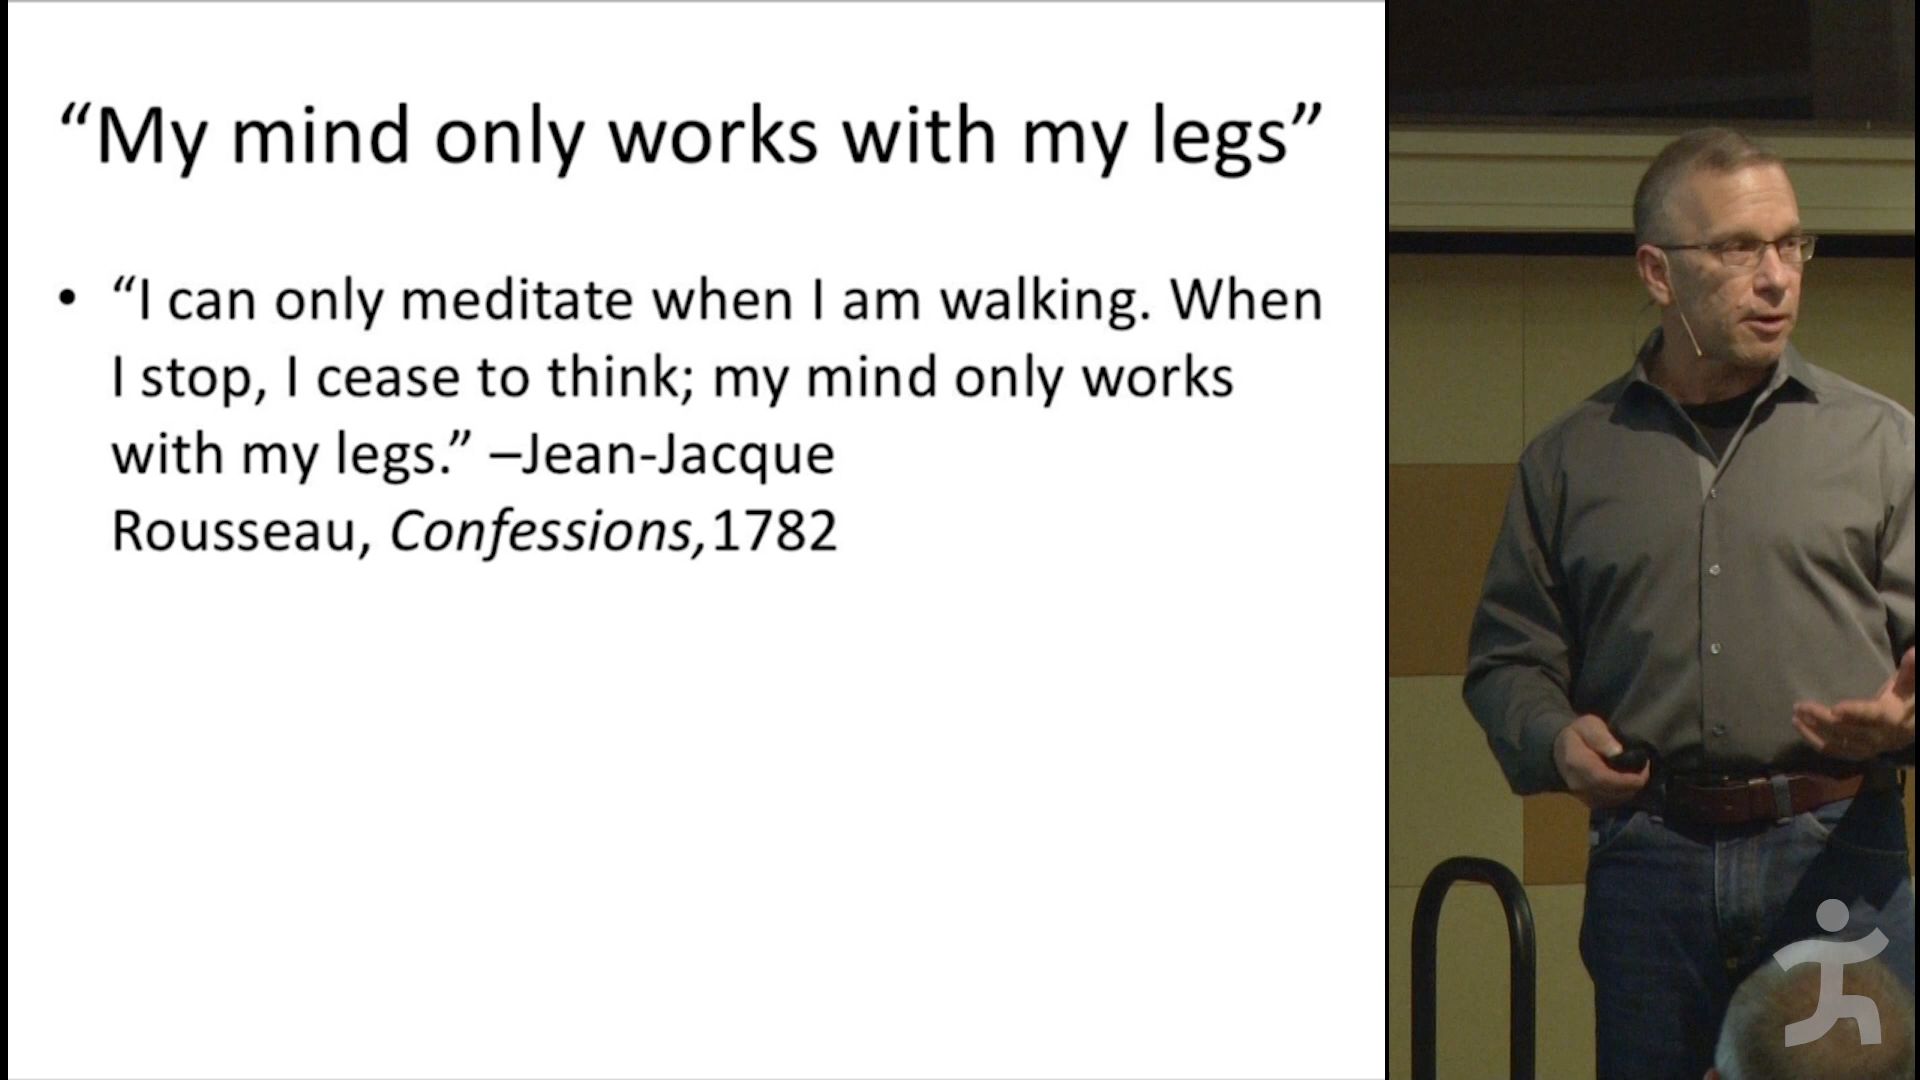 “My mind only works with my legs”
• “I can only meditate when I am walking. When
I stop, I cease to think; my mind only works
with my legs.” –Jean-Jacque
Rousseau, Confessions,1782